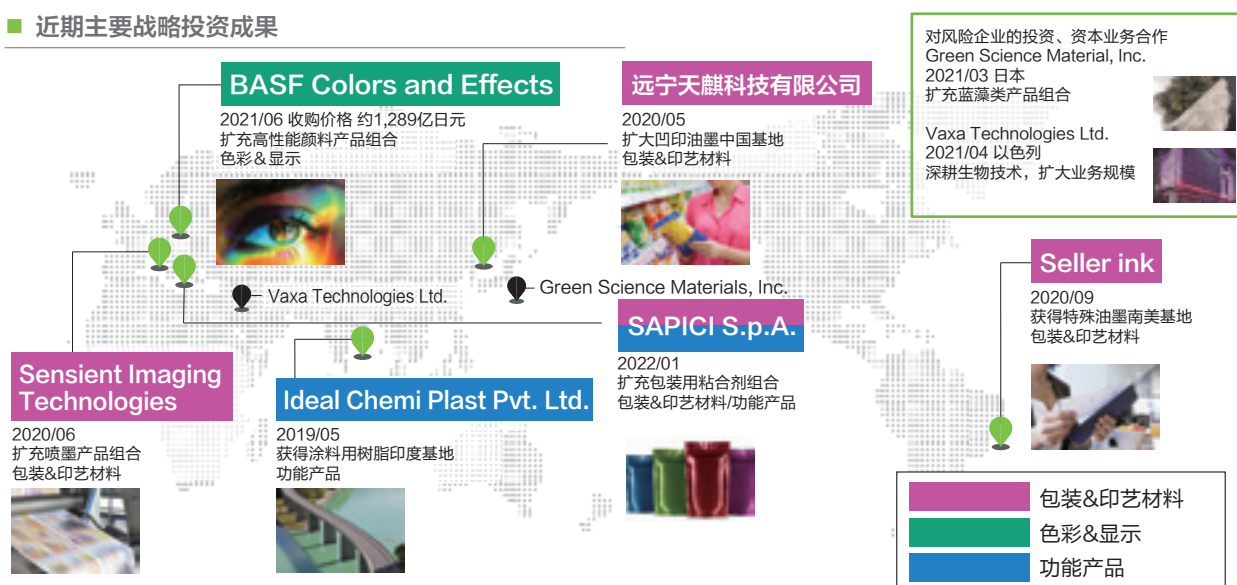 近期主要战略投资成果
BASF Colors and Effects
2021/06 收购价格 约1,289亿日元
扩充高性能颜料产品组合
色彩＆显示
远宁天麒科技有限公司
2020/05
扩大凹印油墨中国基地
包装&印艺材料
对风险企业的投资、资本业务合作
Green Science Material, Inc.
2021/03 日本
扩充蓝藻类产品组合
Vaxa Technologies Ltd.
2021/04 以色列
深耕生物技术，扩大业务规模
Vaxa Technologies Ltd.
Green Science Materials, Inc.
Seller ink
2020/09
获得特殊油墨南美基地
包装&印艺材料
SAPICI S.p.A.
2022/01
扩充包装用粘合剂组合
包装&印艺材料/功能产品
Sensient Imaging
Technologies
2020/06
扩充喷墨产品组合
包装&印艺材料
Ideal Chemi Plast Pvt. Ltd.
2019/05
获得涂料用树脂印度基地
功能产品
包装&印艺材料
色彩&显示
功能产品